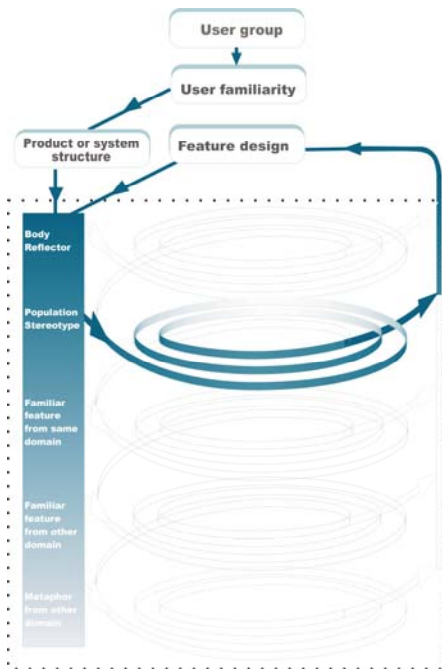 User group
User familiarity
Product or system
structure
Feature design
Body
Reflector
Population
Stereotype
Familiar
feature
from same
domain
Familiar
feature
from other
domain
Metaphor
from other
domain